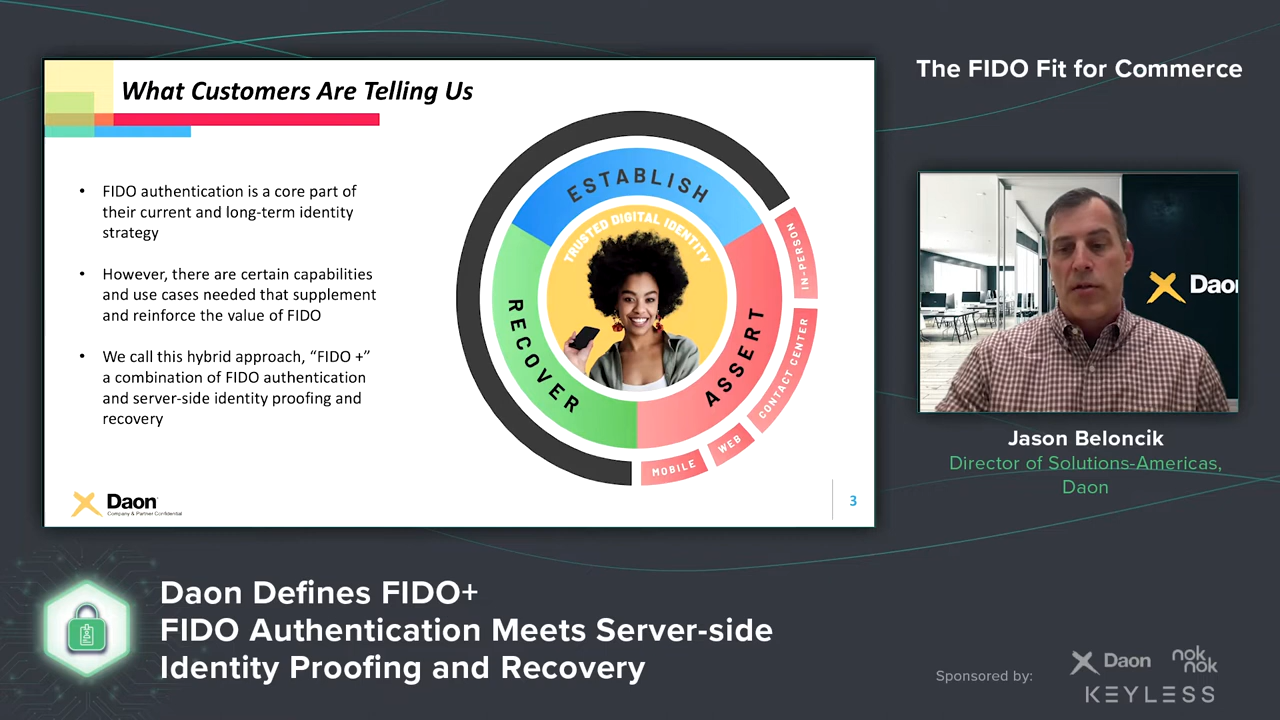 What Customers Are Telling Us
• FIDO authentication is a core part of
their current and long-term identity
strategy
• However, there are certain capabilities
and use cases needed that supplement
and reinforce the value of FIDO
• We call this hybrid approach, “FIDO +”
a combination of FIDO authentication
and server-side identity proofing and
recovery
ESTABLISH
TRUSTED DIGITAL IDENTITY
RECOVER
ASSERT
IN-PERSON
CONTACT CENTER
WEB
MOBILE
Daon
Company & Partner Confidential
3
The FIDO Fit for Commerce
Daon
Jason Beloncik
Director of Solutions-Americas,
Daon
Daon Defines FIDO+
FIDO Authentication Meets Server-side
Identity Proofing and Recovery
Sponsored by:
Daon
nok
nok
KEYLESS